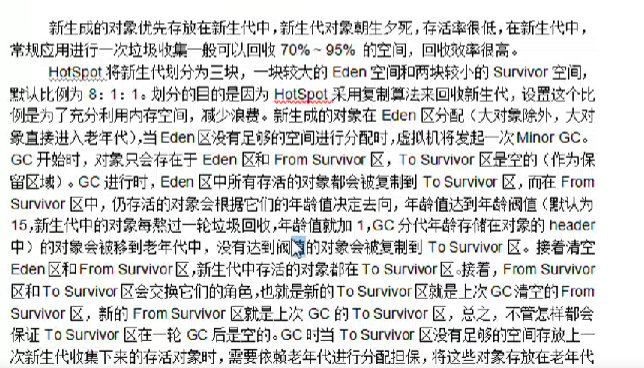 新生成的对象优先存放在新生代中，新生代对象朝生夕死，存活率很低，在新生代中，
常规应用进行一次垃圾收集一般可以回收 70% ~ 95% 的空间，回收效率很高。
HotSpot 将新生代划分为三块，一块较大的 Eden 空间和两块较小的 Survivor 空间，
默认比例为 8：1：1。划分的目的是因为 HotSpot 采用复制算法来回收新生代，设置这个比
例是为了充分利用内存空间，减少浪费。新生成的对象在 Eden 区分配（大对象除外，大对
象直接进入老年代），当 Eden 区没有足够的空间进行分配时，虚拟机将发起一次 Minor GC。
GC 开始时，对象只会存在于 Eden 区和 From Survivor 区，To Survivor 区是空的（作为保
留区域）。GC 进行时，Eden 区中所有存活的对象都会被复制到 To Survivor 区，而在 From
Survivor 区中，仍存活的对象会根据它们的年龄值决定去向，年龄值达到年龄阀值（默认为
15，新生代中的对象每熬过一轮垃圾回收，年龄值就加 1，GC 分代年龄存储在对象的 header
中）的对象会被移到老年代中，没有达到阀的对象会被复制到 To Survivor 区。接着清空
Eden 区和 From Survivor 区，新生代中存活的对象都在 To Survivor 区。接着，From Survivor
区和 To Survivor 区会交换它们的角色，也就是新的 To Survivor 区就是上次 GC 清空的 From
Survivor 区，新的 From Survivor 区就是上次 GC 的 To Survivor 区，总之，不管怎样都会
保证 To Survivor 区在一轮 GC 后是空的。GC 时当 To Survivor 区没有足够的空间存放上一
次新生代收集下来的存活对象时，需要依赖老年代进行分配担保，将这些对象存放在老年代